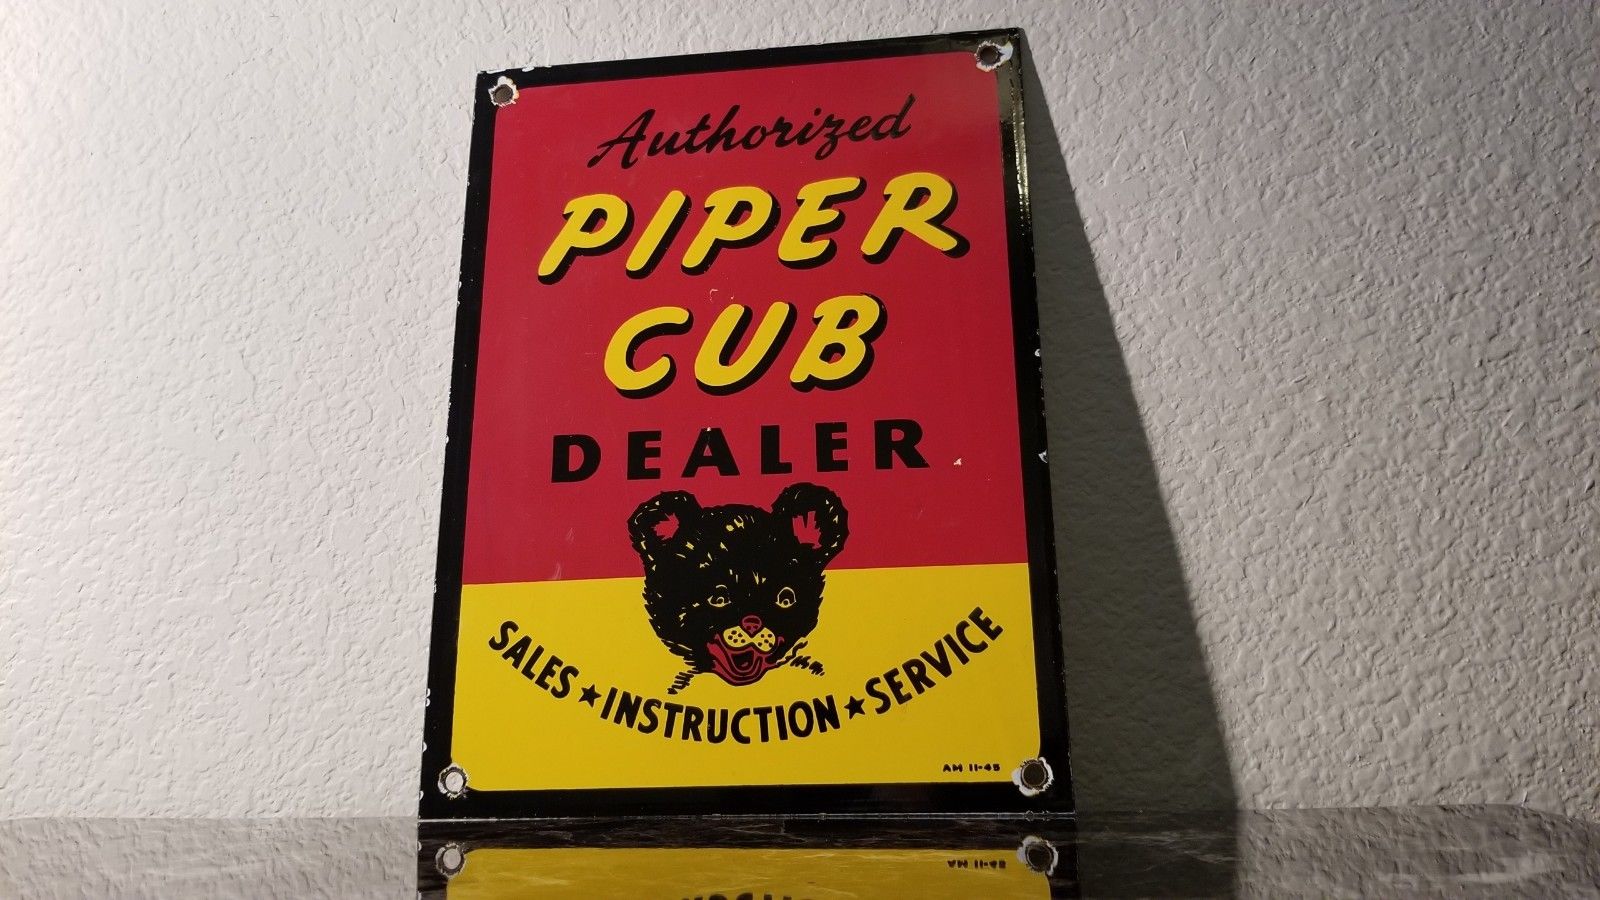 Authorized
PIPER
CUB
DEALER
SALES ★ INSTRUCTION ★ SERVICE
AM 11-45